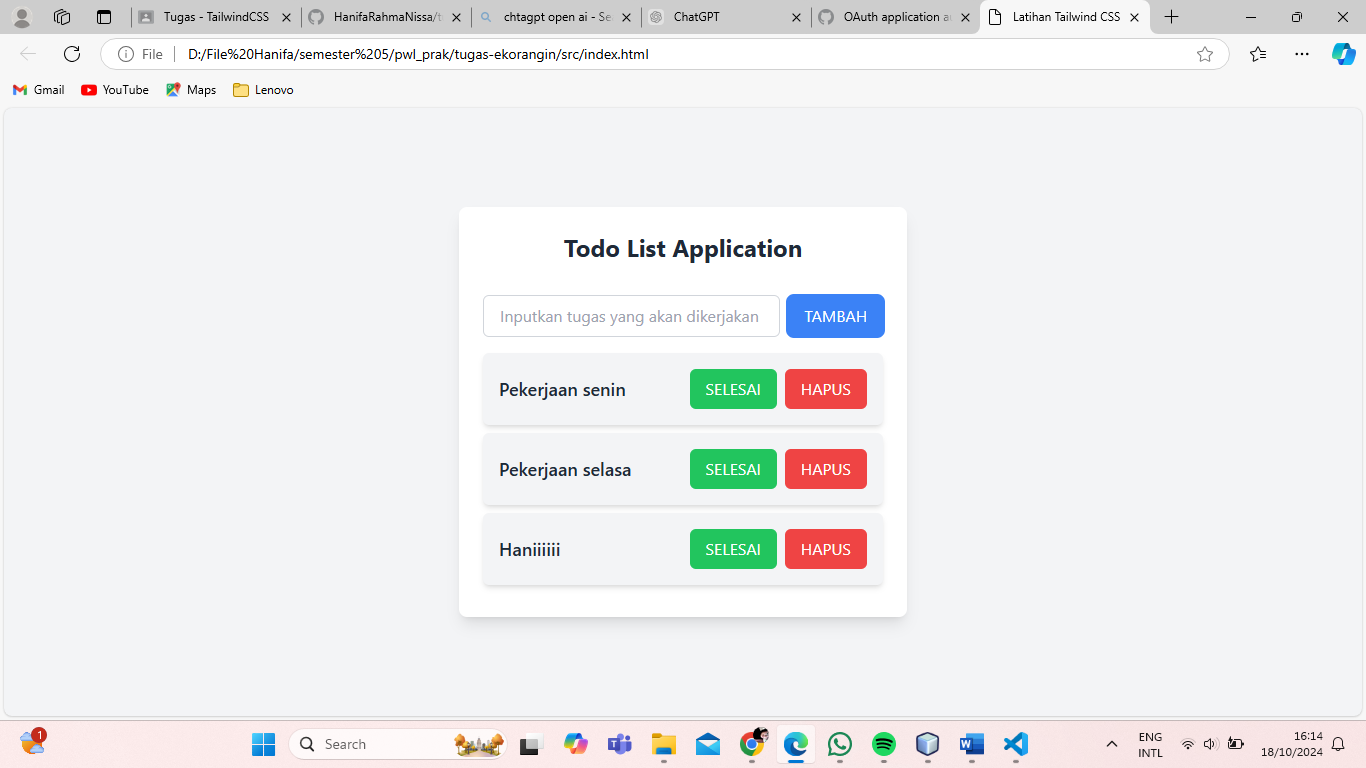 Tugas - TailwindCSS
HanifaRahmaNissa/t
chtagpt open ai - Se
ChatGPT
OAuth application a
Latihan Tailwind CSS
File
D:/File%20Hanifa/semester%205/pwl_prak/tugas-ekorangin/src/index.html
Gmail
YouTube
Maps
Lenovo
Todo List Application
Inputkan tugas yang akan dikerjakan
TAMBAH
Pekerjaan senin
SELESAI
HAPUS
Pekerjaan selasa
SELESAI
HAPUS
Haniiiiii
SELESAI
HAPUS
1
Search
ENG
INTL
16:14
18/10/2024